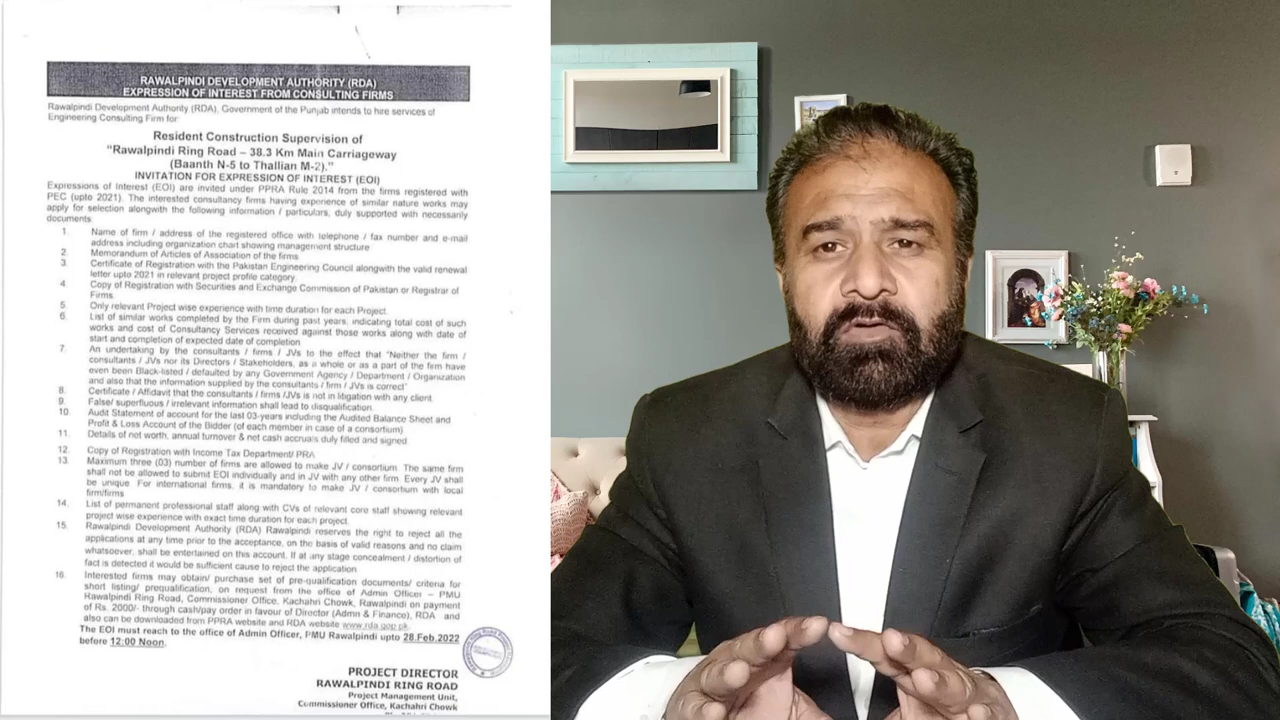 RAWALPINDI DEVELOPMENT AUTHORITY (RDA)
EXPRESSION OF INTEREST FROM CONSULTING FIRMS
Rawalpindi Development Authority (RDA), Government of the Punjab intends to hire services of
Engineering Consulting Firm for
Resident Construction Supervision of
"Rawalpindi Ring Road – 38.3 Km Main Carriageway
(Baanth N-5 to Thallian M-2)."
INVITATION FOR EXPRESSION OF INTEREST (EOI)
Expressions of Interest (EOI) are invited under PPRA Rule 2014 from the firms registered with
PEC (upto 2021). The interested consultancy firms having experience of similar nature works may
apply for selection alongwith the following information / particulars, duly supported with necessarily
documents
1. Name of firm / address of the registered office with telephone / fax number and e-mail
address including organization chart showing management structure
2. Memorandum of Articles of Association of the firms
3. Certificate of Registration with the Pakistan Engineering Council alongwith the valid renewal
letter upto 2021 in relevant project profile category
4. Copy of Registration with Securities and Exchange Commission of Pakistan or Registrar of
Firms
5. Only relevant Project wise experience with time duration for each Project.
6. List of similar works completed by the Firm during past years, indicating total cost of such
works and cost of Consultancy Services received against those works along with date of
start and completion of expected date of completion
7. An undertaking by the consultants / firms / JVs to the effect that "Neither the firm /
consultants / JVs nor its Directors / Stakeholders, as a whole or as a part of the firm have
even been Black-listed / defaulted by any Government Agency / Department / Organization
and also that the information supplied by the consultants / firm / JVs is correct"
8. Certificate / Affidavit that the consultants / firms /JVs is not in litigation with any client.
9. False/ superfluous / irrelevant information shall lead to disqualification.
10. Audit Statement of account for the last 03-years including the Audited Balance Sheet and
Profit & Loss Account of the Bidder (of each member in case of a consortium)
11. Details of net worth, annual turnover & net cash accruals duly filled and signed
12. Copy of Registration with Income Tax Department/ PRA
13. Maximum three (03) number of firms are allowed to make JV / consortium. The same firm
shall not be allowed to submit EOI individually and in JV with any other firm. Every JV shall
be unique. For international firms, it is mandatory to make JV / consortium with local
firm/firms
14. List of permanent professional staff along with CVs of relevant core staff showing relevant
project wise experience with exact time duration for each project.
15. Rawalpindi Development Authority (RDA) Rawalpindi reserves the right to reject all the
applications at any time prior to the acceptance, on the basis of valid reasons and no claim
whatsoever, shall be entertained on this account. If at any stage concealment / distortion of
fact is detected it would be sufficient cause to reject the application.
16. Interested firms may obtain/ purchase set of pre-qualification documents/ criteria for
short listing/ prequalification, on request from the office of Admin Officer – PMU
Rawalpindi Ring Road, Commissioner Office, Kachahri Chowk, Rawalpindi on payment
of Rs. 2000/- through cash/pay order in favour of Director (Admn & Finance), RDA and
also can be downloaded from PPRA website and RDA website www.rda.gop.pk.
The EOI must reach to the office of Admin Officer, PMU Rawalpindi upto 28.Feb.2022
before 12:00 Noon.
PROJECT DIRECTOR
RAWALPINDI RING ROAD
Project Management Unit,
Commissioner Office, Kachahri Chowk